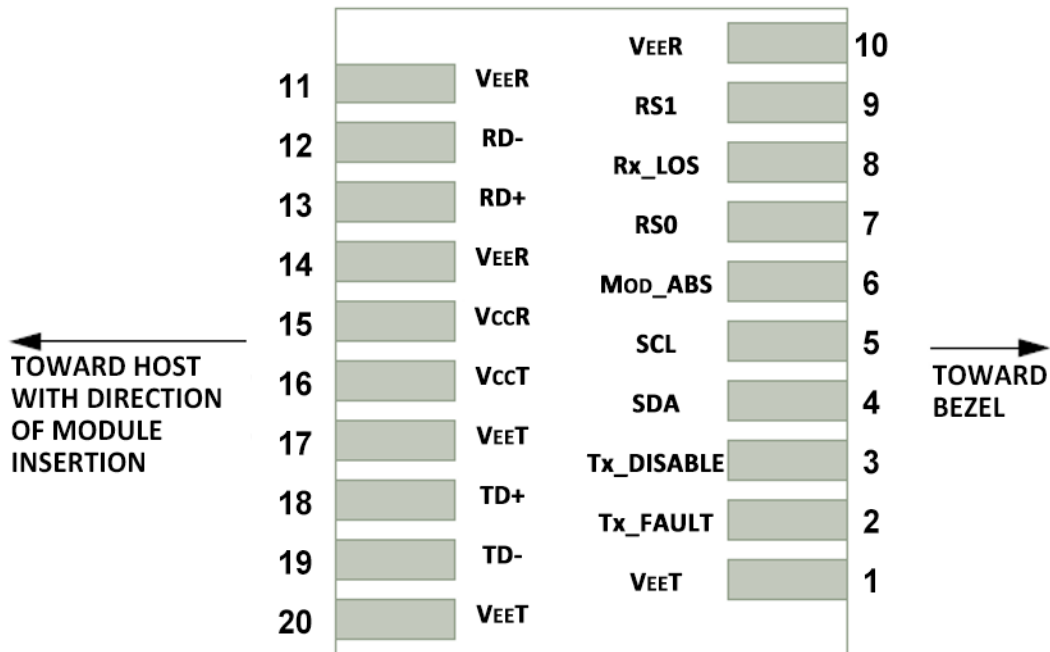 VEER 10
11 VEER
RS1 9
12 RD-
Rx_LOS 8
13 RD+
RS0 7
14 VEER
MOD_ABS 6
15 VCCR
SCL 5
16 VCCT
SDA 4
17 VEET
Tx_DISABLE 3
18 TD+
Tx_FAULT 2
19 TD-
VEET 1
20 VEET
TOWARD HOST
WITH DIRECTION
OF MODULE
INSERTION
TOWARD
BEZEL